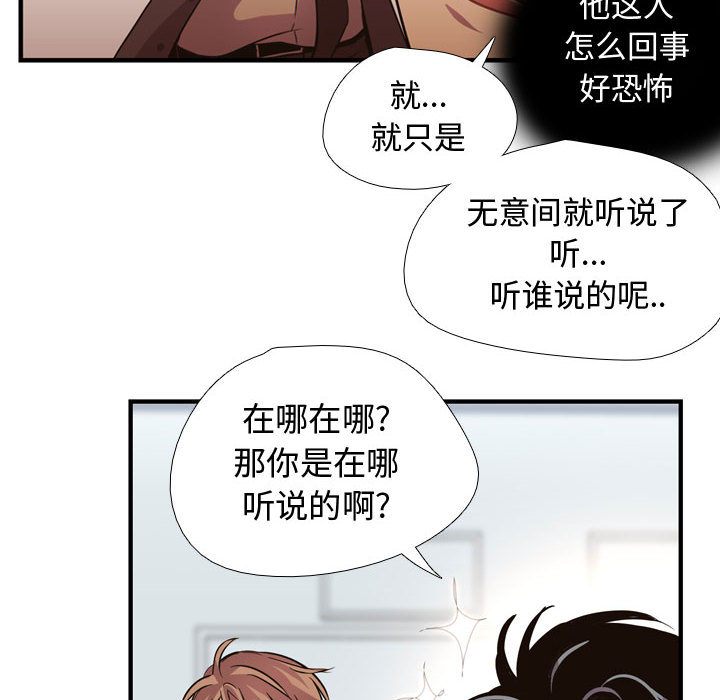 他这人
怎么回事
好恐怖
就...
就只是
无意间就听说了
听...
听谁说的呢..
在哪在哪?
那你是在哪
听说的啊?